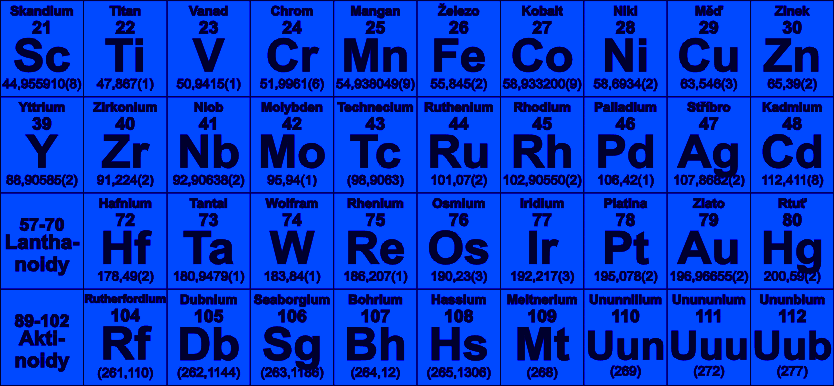 Skandium
21
Sc
44,955910(8)
Titan
22
Ti
47,867(1)
Vanad
23
V
50,9415(1)
Chrom
24
Cr
51,9961(6)
Mangan
25
Mn
54,938049(9)
Železo
26
Fe
55,845(2)
Kobalt
27
Co
58,933200(9)
Nikl
28
Ni
58,6934(2)
Měď
29
Cu
63,546(3)
Zinek
30
Zn
65,39(2)
Yttrium
39
Y
88,90585(2)
Zirkonium
40
Zr
91,224(2)
Niob
41
Nb
92,90638(2)
Molybden
42
Mo
95,94(1)
Technecium
43
Tc
(98,9063)
Ruthenium
44
Ru
101,07(2)
Rhodium
45
Rh
102,90550(2)
Palladium
46
Pd
106,42(1)
Stříbro
47
Ag
107,8682(2)
Kadmium
48
Cd
112,411(8)
57-70
Lantha-
noidy
Hafnium
72
Hf
178,49(2)
Tantal
73
Ta
180,9479(1)
Wolfram
74
W
183,84(1)
Rhenium
75
Re
186,207(1)
Osmium
76
Os
190,23(3)
Iridium
77
Ir
192,217(3)
Platina
78
Pt
195,078(2)
Zlato
79
Au
196,96655(2)
Rtuť
80
Hg
200,59(2)
89-102
Akti-
noidy
Rutherfordium
104
Rf
(261,110)
Dubnium
105
Db
(262,1144)
Seaborgium
106
Sg
(263,1186)
Bohrium
107
Bh
(264,12)
Hassium
108
Hs
(265,1306)
Meitnerium
109
Mt
(268)
Ununnilium
110
Uun
(269)
Unununium
111
Uuu
(272)
Ununbium
112
Uub
(277)